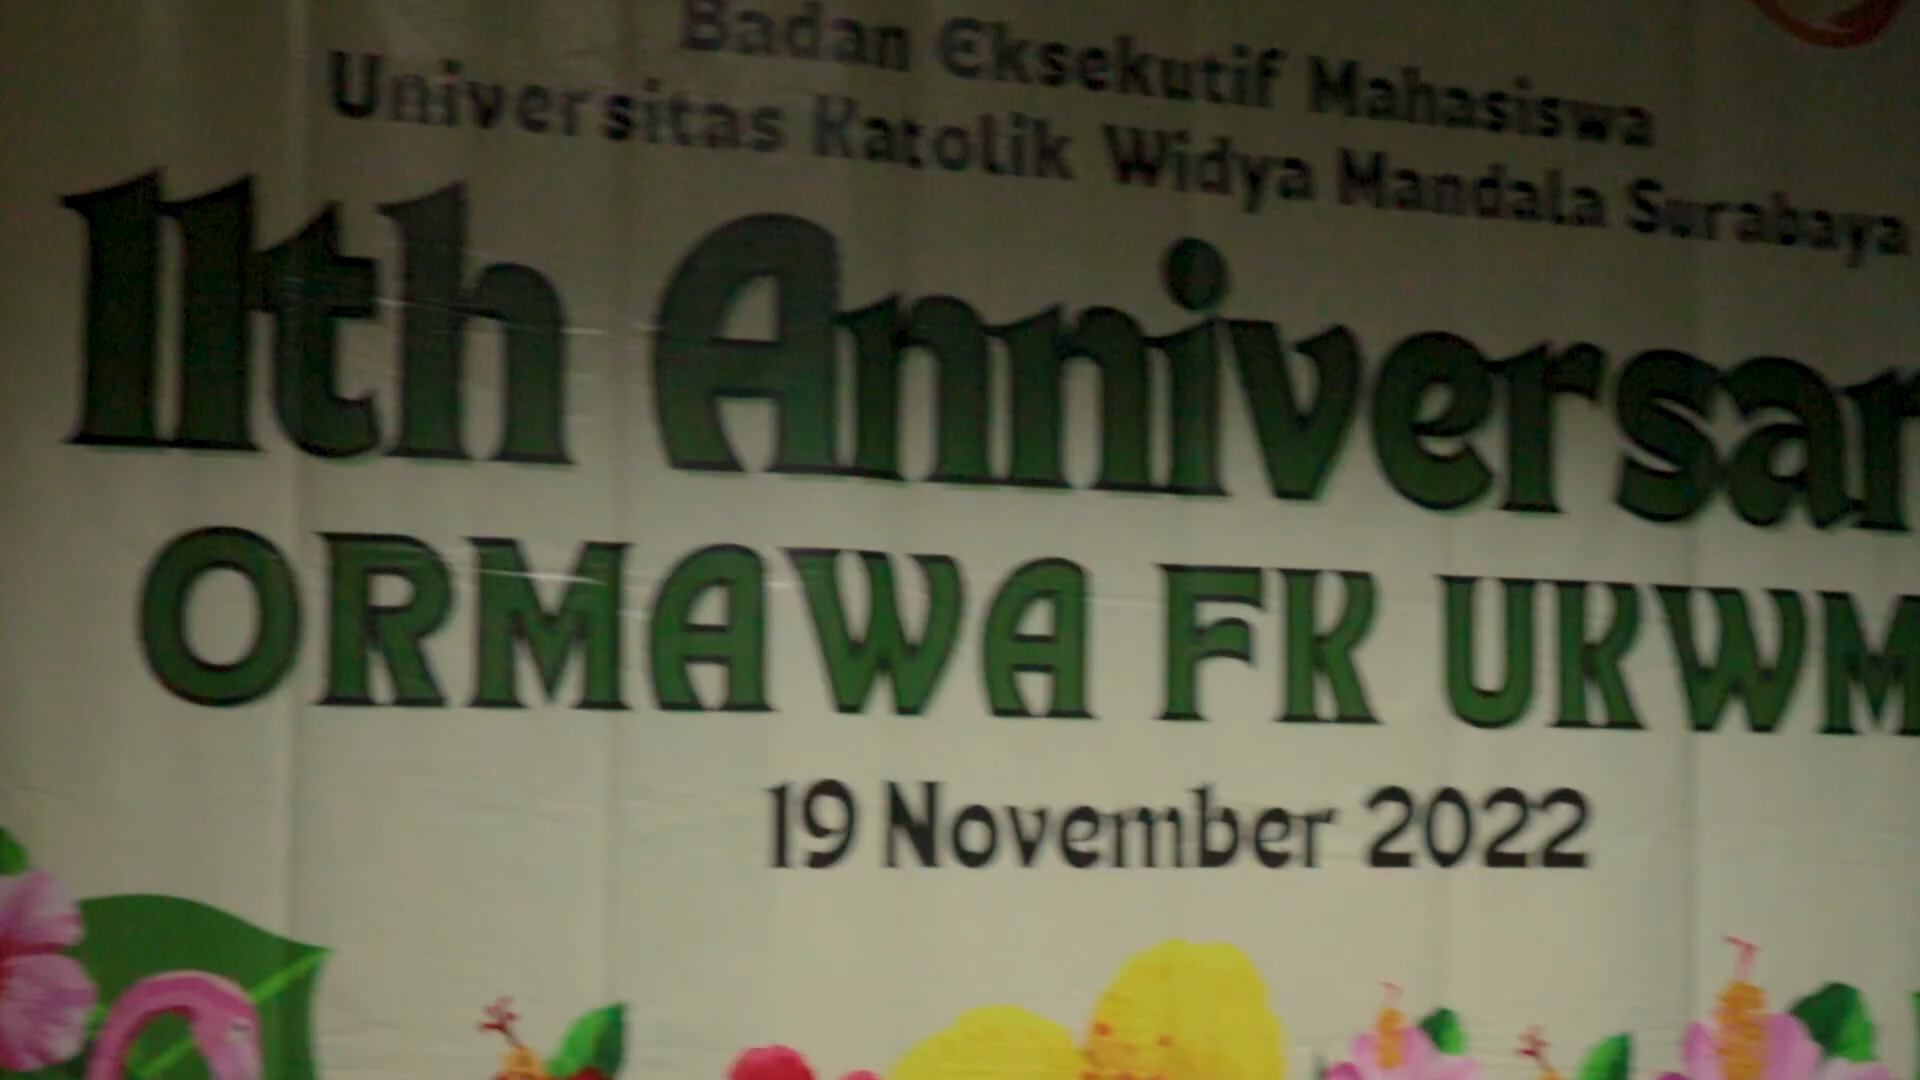 Badan Eksekutif Mahasiswa
Universitas Katolik Widya Mandala Surabaya
11th Anniversar
ORMAWA FK UKWM
19 November 2022